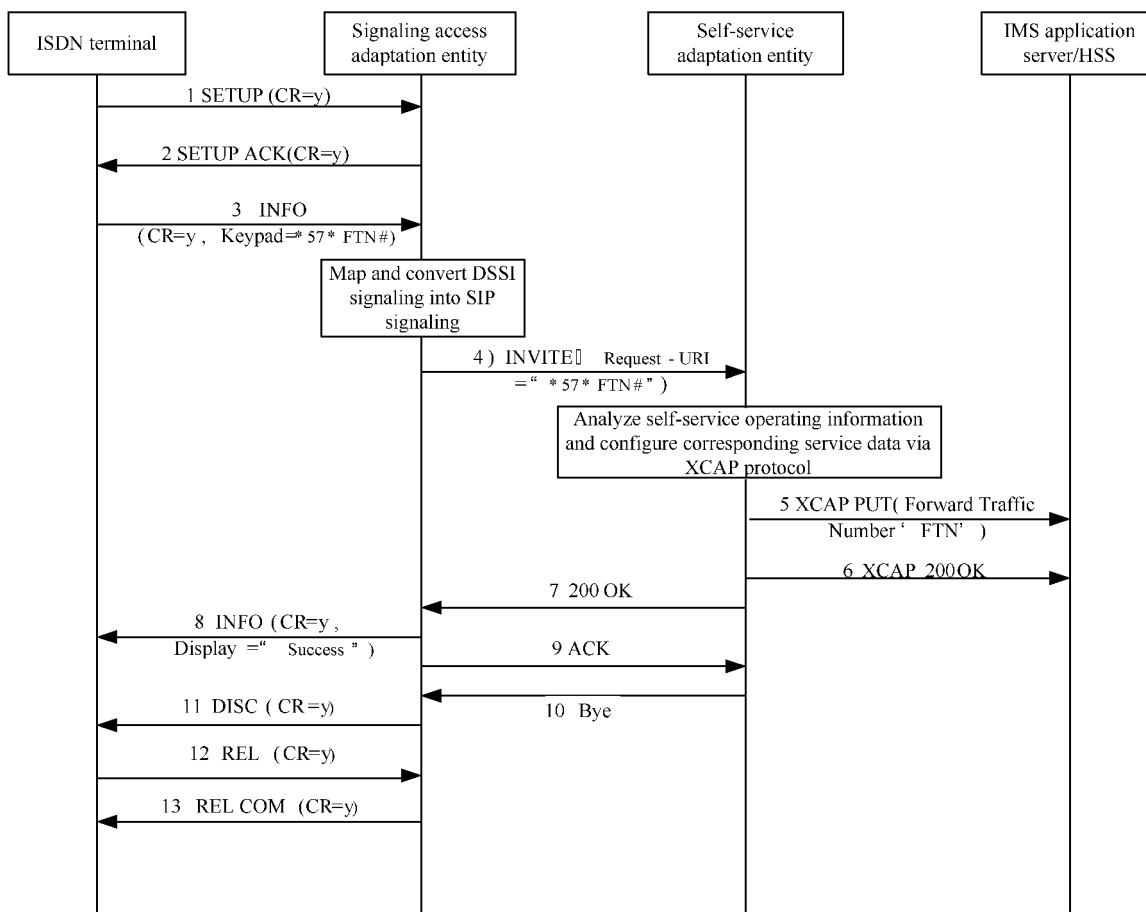 ISDN terminal
Signaling access
adaptation entity
Self-service
adaptation entity
IMS application
server/HSS
1 SETUP (CR=y)
2 SETUP ACK(CR=y)
3 INFO
(CR=y , Keypad=*57* FTN#)
Map and convert DSSI
signaling into SIP
signaling
4 ) INVITE▯ Request - URI
=“ *57* FTN# ” )
Analyze self-service operating information
and configure corresponding service data via
XCAP protocol
5 XCAP PUT( Forward Traffic
Number ‘ FTN’ )
6 XCAP 200 OK
7 200 OK
8 INFO (CR=y ,
Display =“ Success ” )
9 ACK
10 Bye
11 DISC ( CR=y)
12 REL (CR=y)
13 REL COM (CR=y)